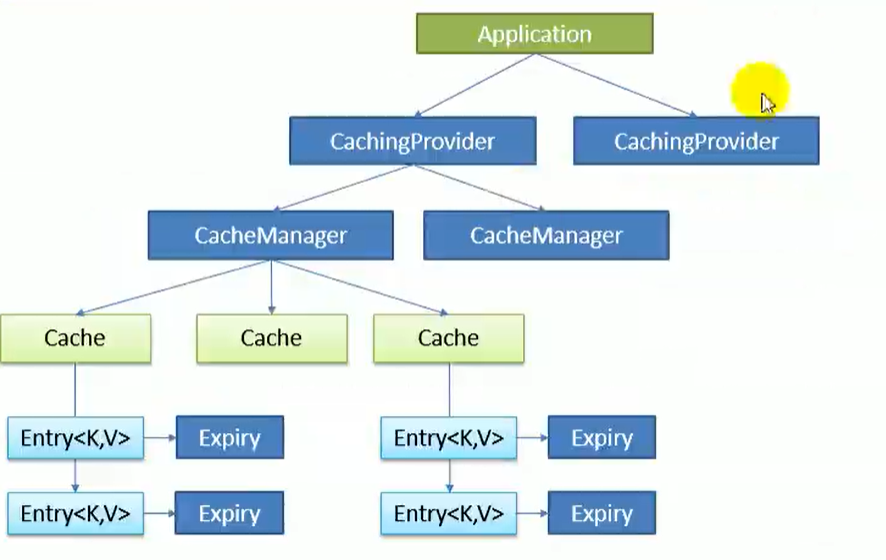 Application
CachingProvider
CachingProvider
CacheManager
CacheManager
Cache
Cache
Cache
Entry<K,V>
Expiry
Entry<K,V>
Expiry
Entry<K,V>
Expiry
Entry<K,V>
Expiry